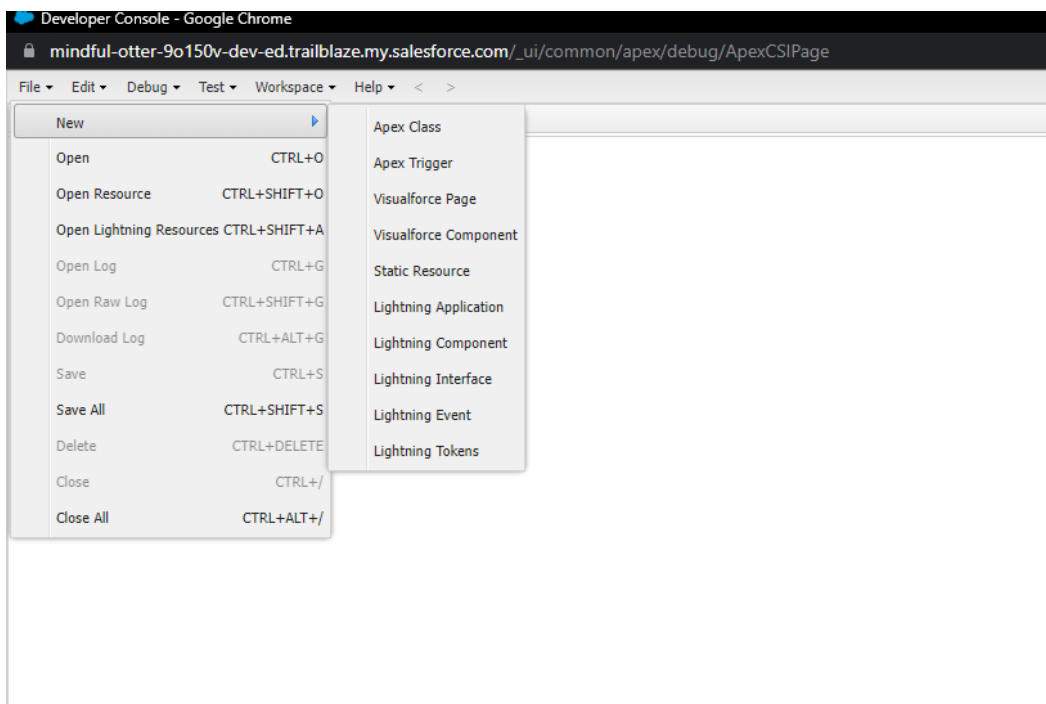 Developer Console - Google Chrome
mindful-otter-9o150v-dev-ed.trailblaze.my.salesforce.com/_ui/common/apex/debug/ApexCSIPage
File Edit Debug Test Workspace Help < >
New
Open CTRL+O
Open Resource CTRL+SHIFT+O
Open Lightning Resources CTRL+SHIFT+A
Open Log CTRL+G
Open Raw Log CTRL+SHIFT+G
Download Log CTRL+ALT+G
Save CTRL+S
Save All CTRL+SHIFT+S
Delete CTRL+DELETE
Close CTRL+/
Close All CTRL+ALT+/
Apex Class
Apex Trigger
Visualforce Page
Visualforce Component
Static Resource
Lightning Application
Lightning Component
Lightning Interface
Lightning Event
Lightning Tokens